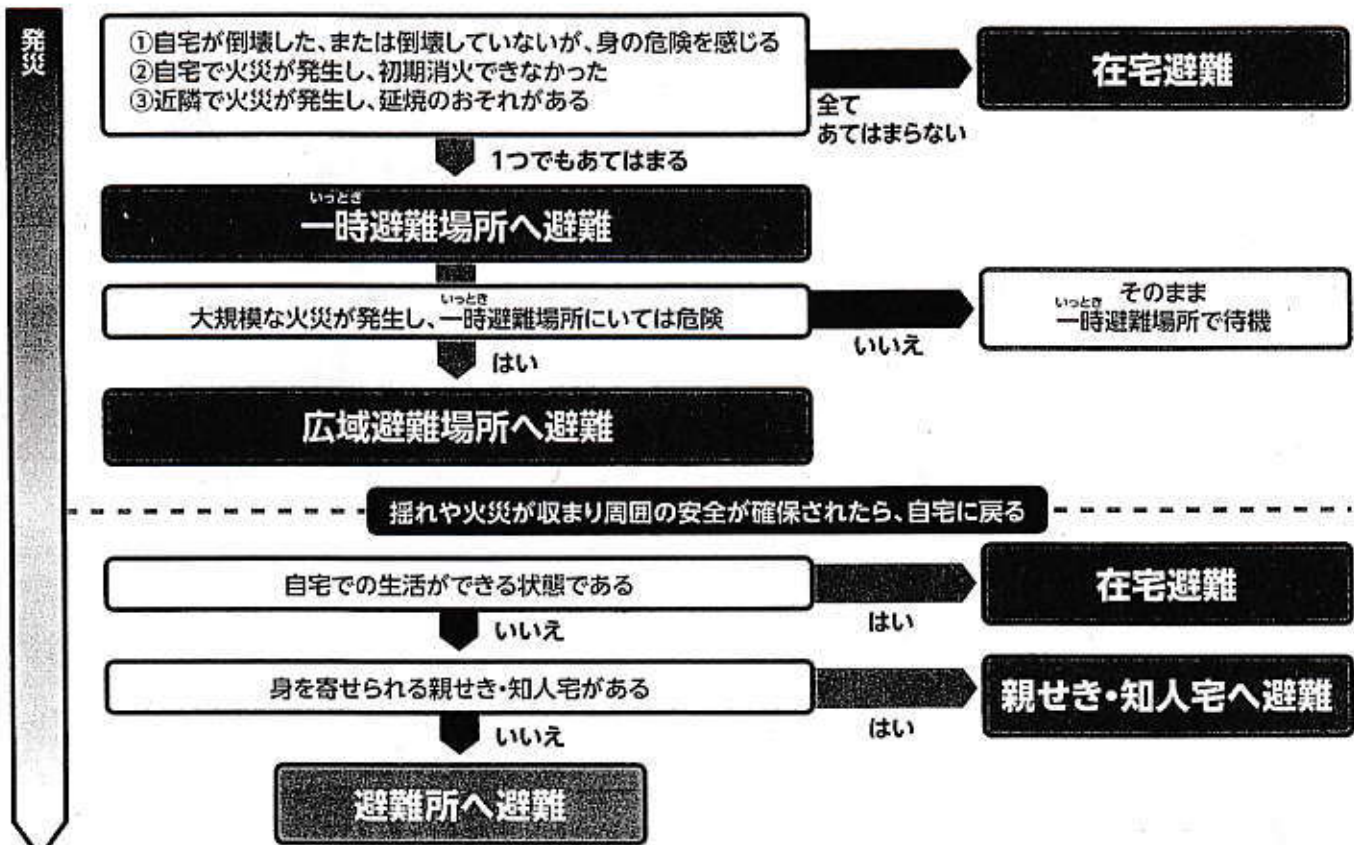 発災
①自宅が倒壊した、または倒壊していないが、身の危険を感じる
②自宅で火災が発生し、初期消火できなかった
③近隣で火災が発生し、延焼のおそれがある
全て
あてはまらない
在宅避難
1つでもあてはまる
いっとき
一時避難場所へ避難
いっとき
大規模な火災が発生し、一時避難場所にいては危険
いいえ
そのまま
いっとき
一時避難場所で待機
はい
広域避難場所へ避難
揺れや火災が収まり周囲の安全が確保されたら、自宅に戻る
自宅での生活ができる状態である
はい
在宅避難
いいえ
身を寄せられる親せき・知人宅がある
はい
親せき・知人宅へ避難
いいえ
避難所へ避難